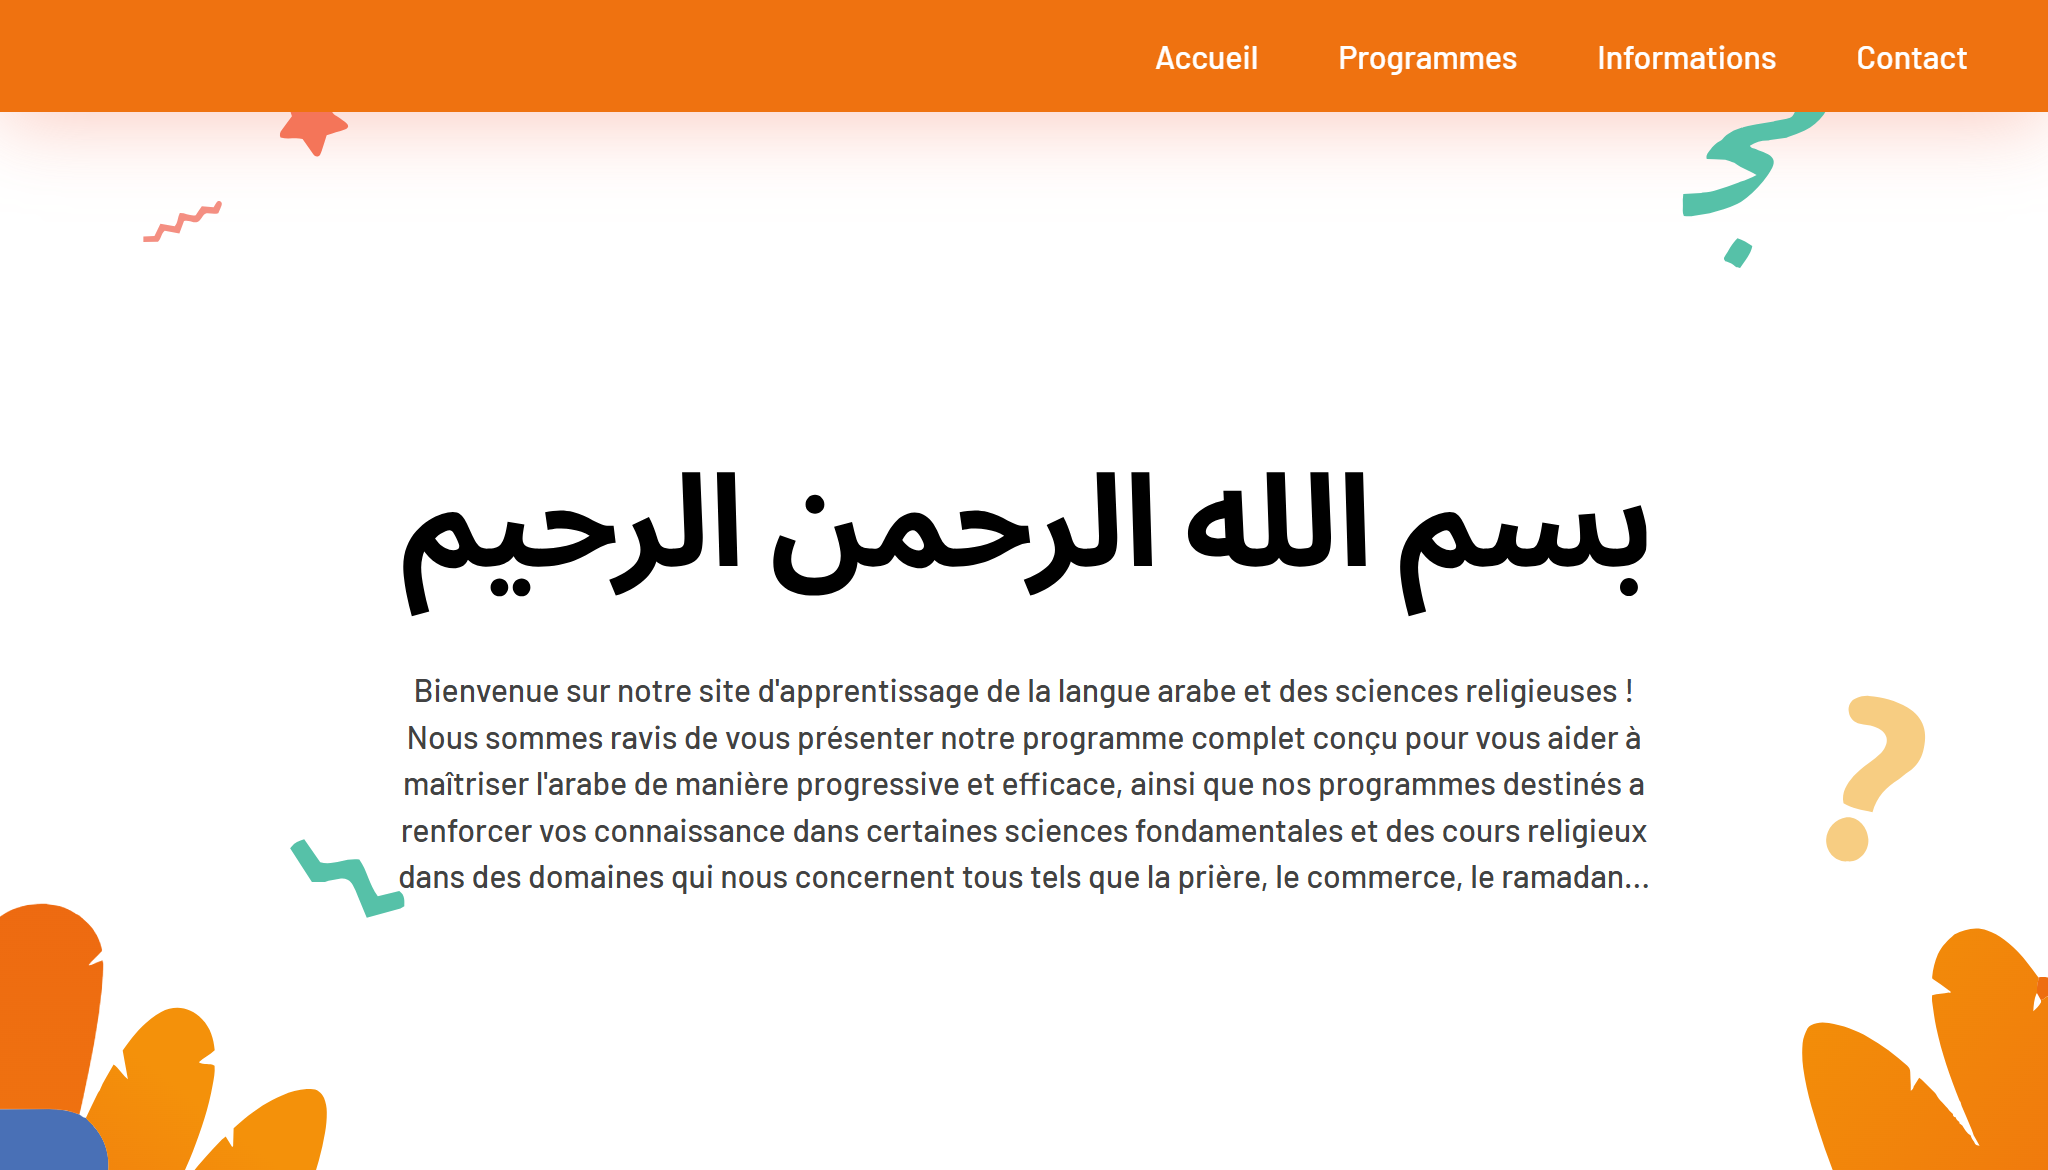 Accueil Programmes Informations Contact
بسم الله الرحمن الرحيم
Bienvenue sur notre site d'apprentissage de la langue arabe et des sciences religieuses !
Nous sommes ravis de vous présenter notre programme complet conçu pour vous aider à
maîtriser l'arabe de manière progressive et efficace, ainsi que nos programmes destinés a
renforcer vos connaissance dans certaines sciences fondamentales et des cours religieux
dans des domaines qui nous concernent tous tels que la prière, le commerce, le ramadan...